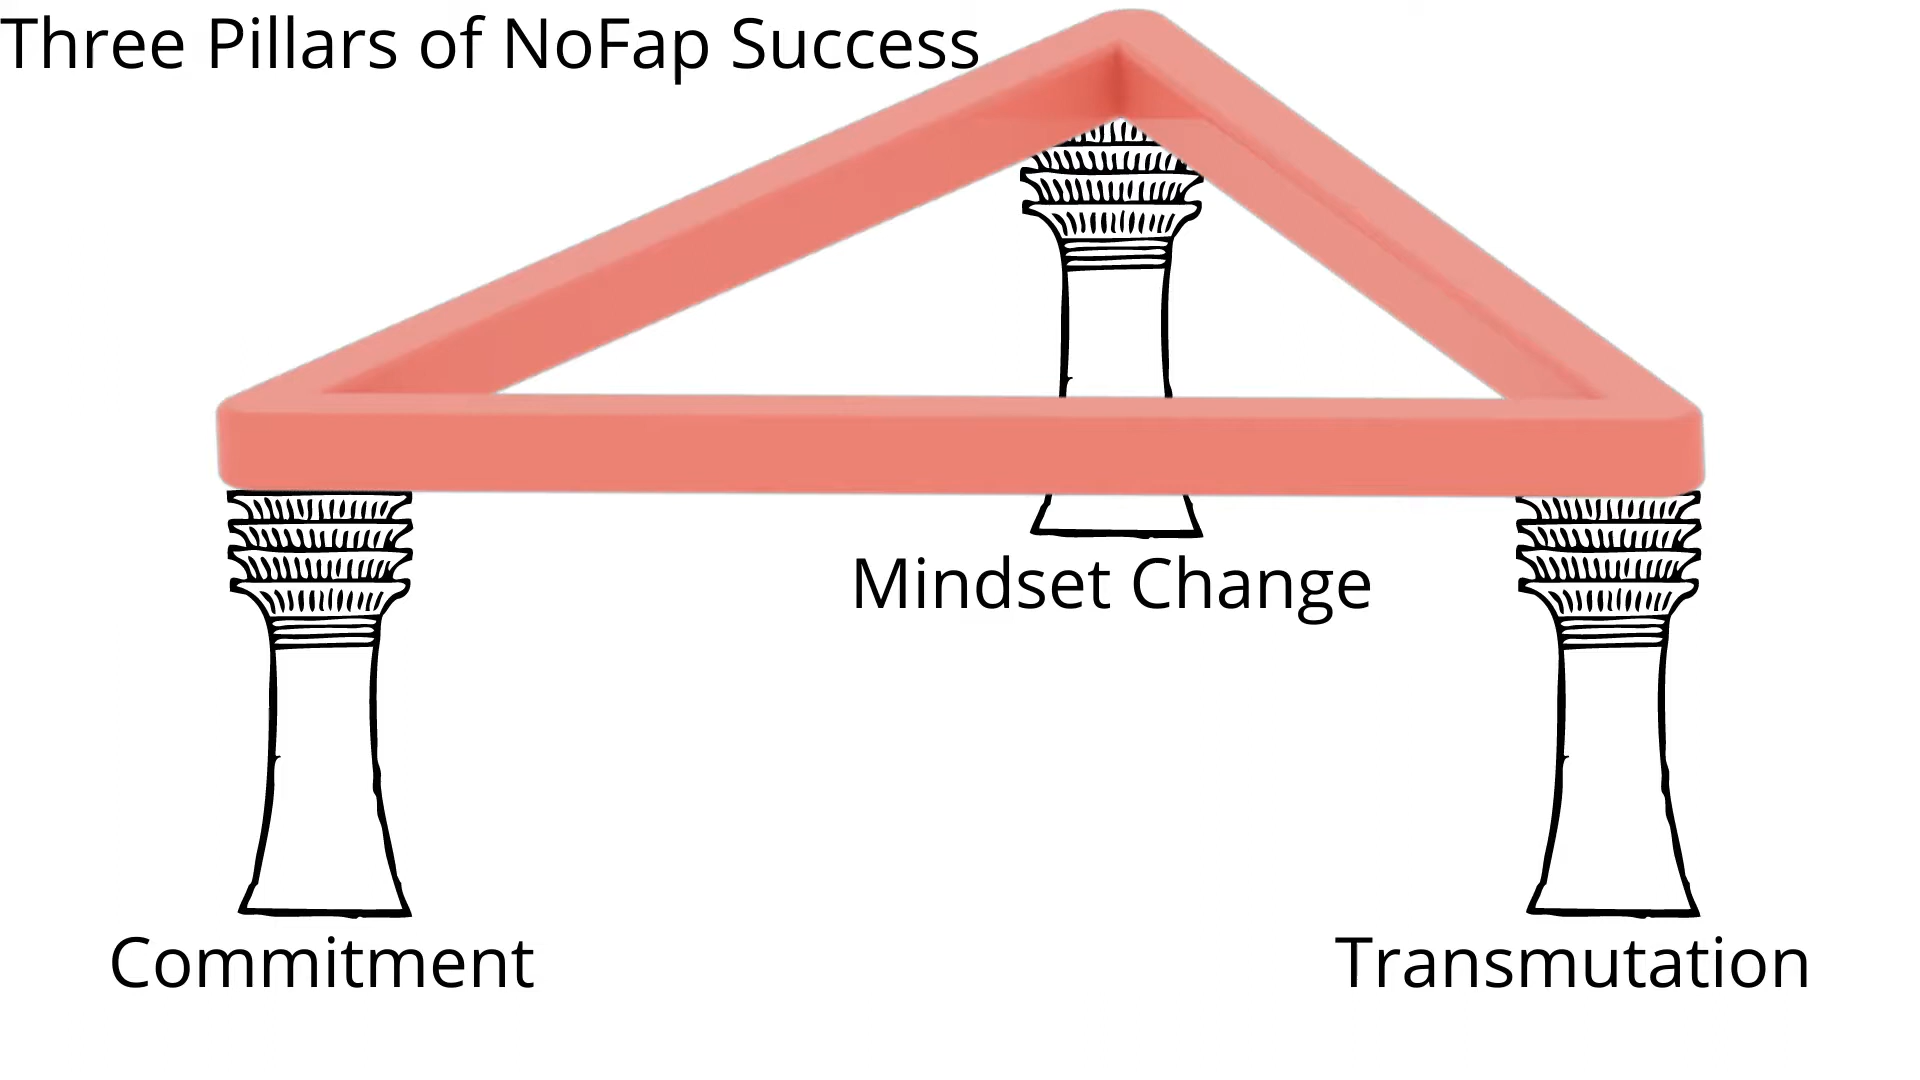 Three Pillars of NoFap Success
Mindset Change
Commitment
Transmutation